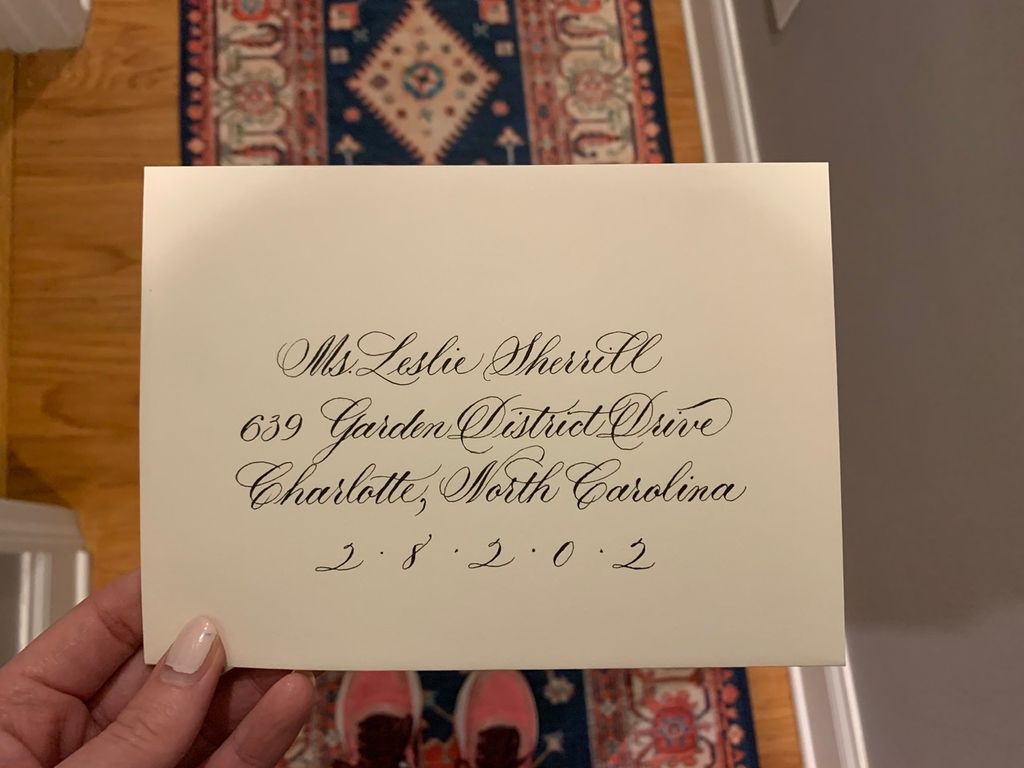 Ms. Leslie Sherrill
639 Garden District Drive
Charlotte, North Carolina
2 · 8 · 2 · 0 · 2